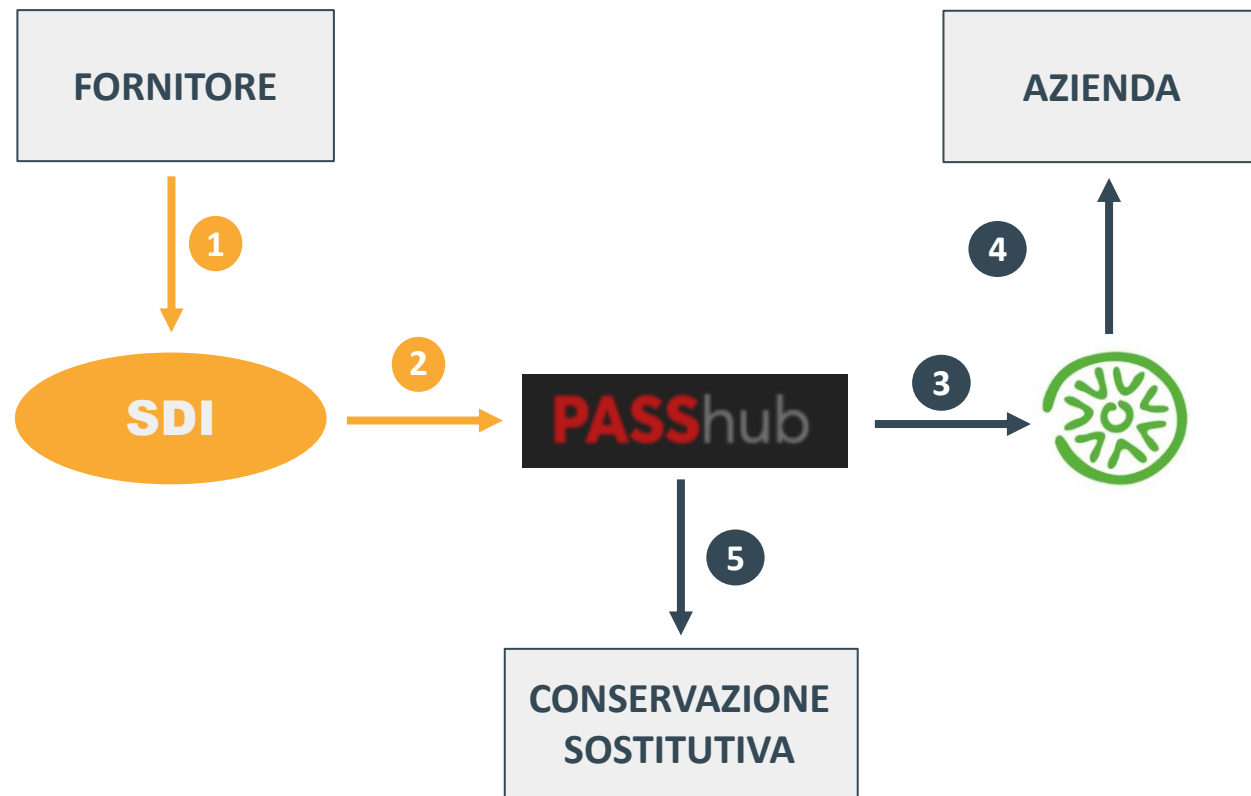 FORNITORE
AZIENDA
1
4
SDI
2
PASShub
3
5
CONSERVAZIONE
SOSTITUTIVA